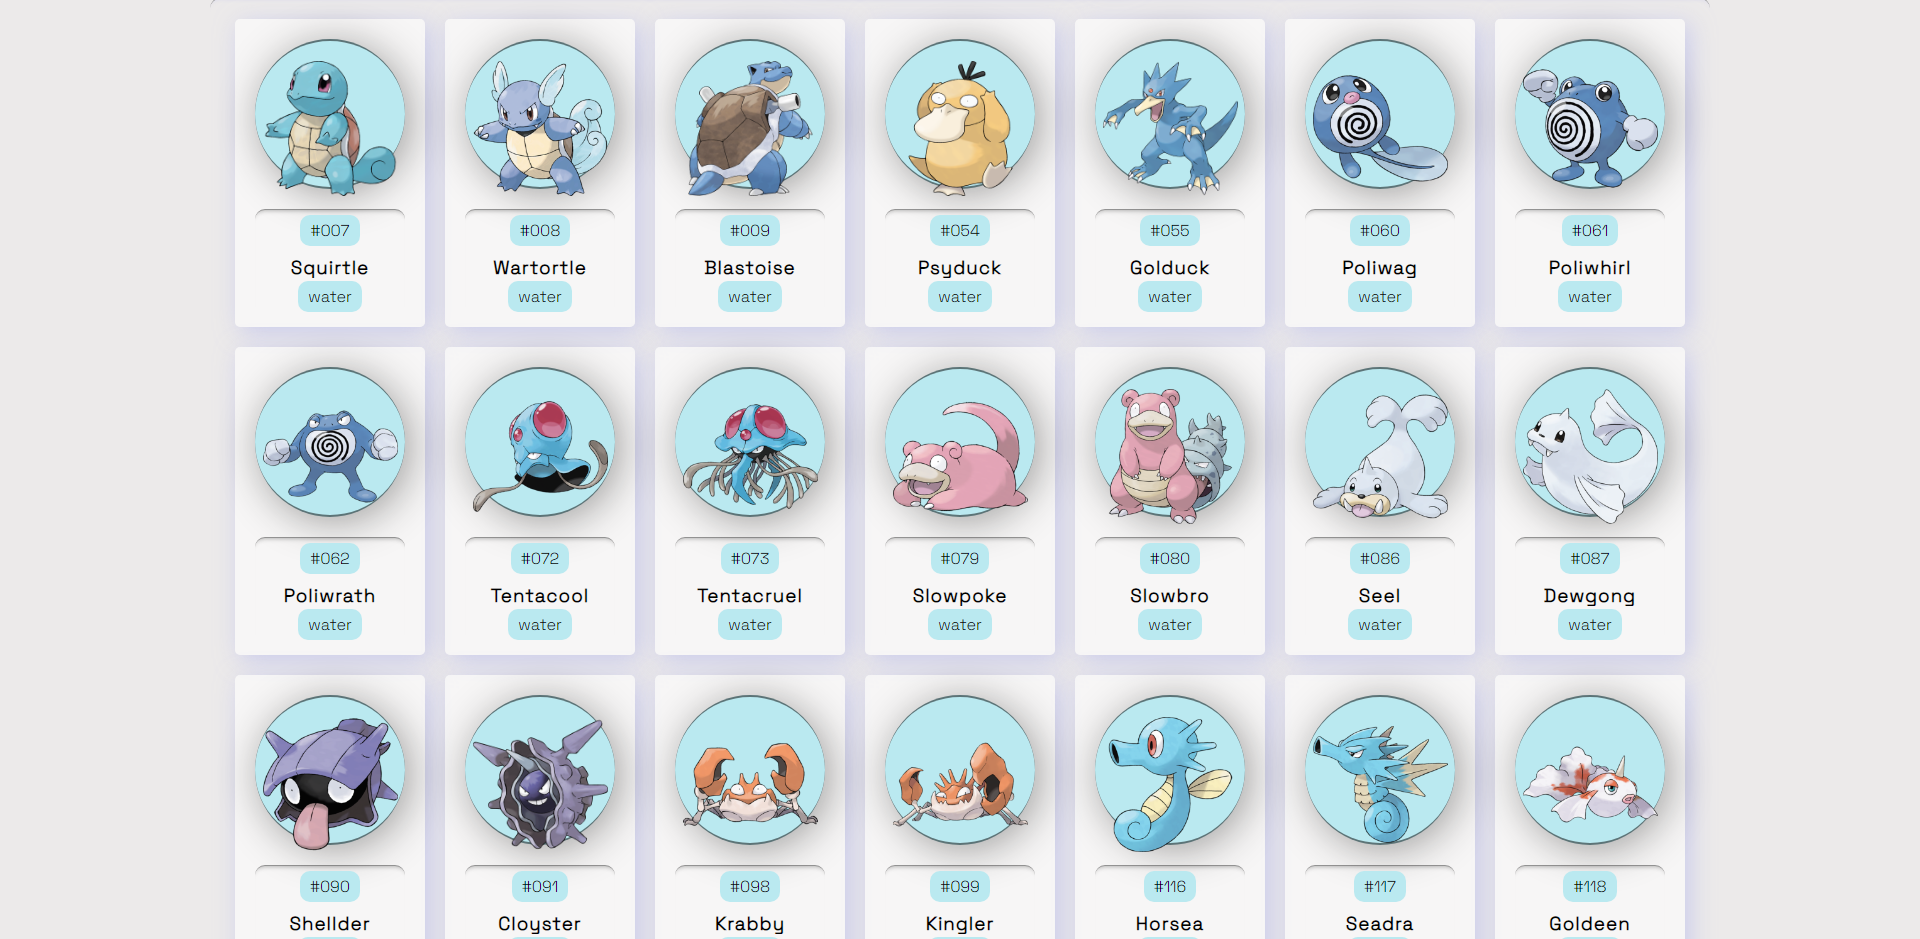 #007
Squirtle
water
#008
Wartortle
water
#009
Blastoise
water
#054
Psyduck
water
#055
Golduck
water
#060
Poliwag
water
#061
Poliwhirl
water
#062
Poliwrath
water
#072
Tentacool
water
#073
Tentacruel
water
#079
Slowpoke
water
#080
Slowbro
water
#086
Seel
water
#087
Dewgong
water
#090
Shellder
#091
Cloyster
#098
Krabby
#099
Kingler
#116
Horsea
#117
Seadra
#118
Goldeen